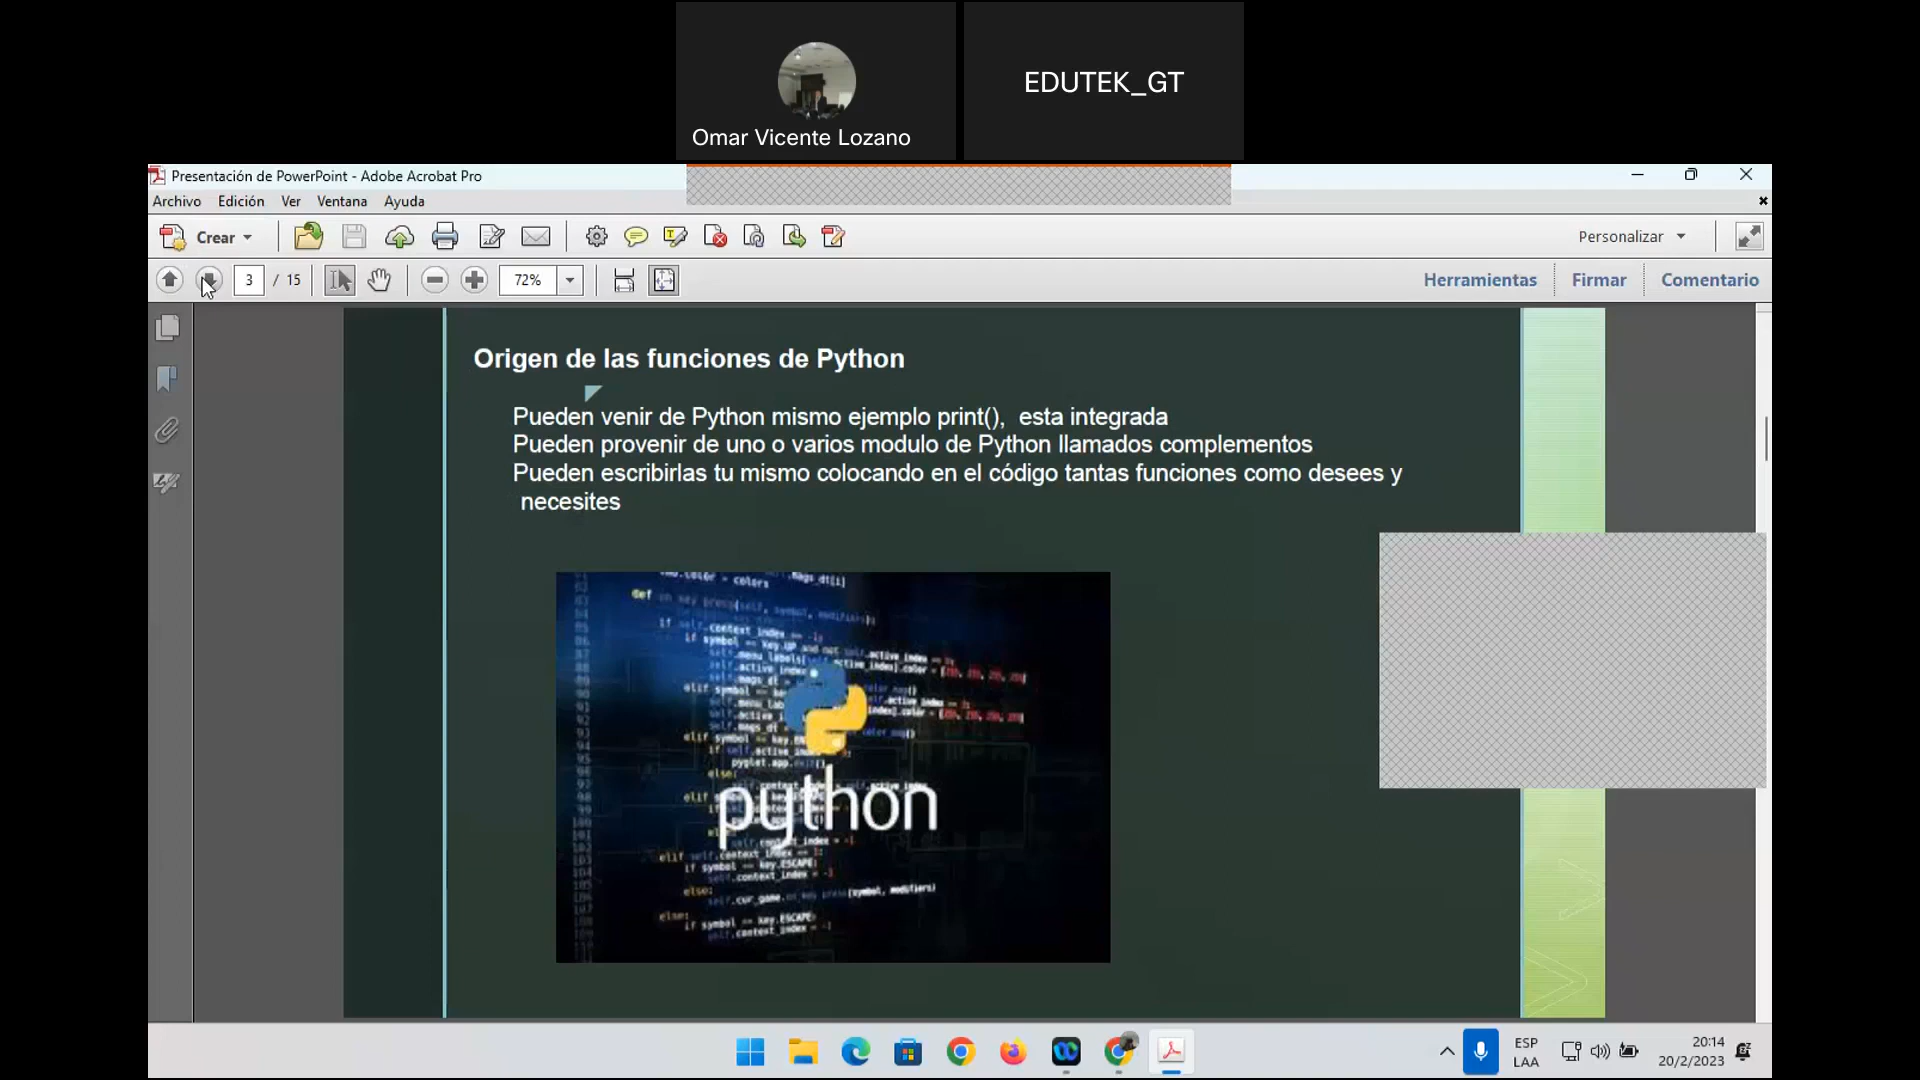 EDUTEK_GT
Omar Vicente Lozano
Presentación de PowerPoint - Adobe Acrobat Pro
Archivo Edición Ver Ventana Ayuda
Crear
Personalizar
3 / 15
72%
Herramientas Firmar Comentario
Origen de las funciones de Python
Pueden venir de Python mismo ejemplo print(), esta integrada
Pueden provenir de uno o varios modulo de Python llamados complementos
Pueden escribirlas tu mismo colocando en el código tantas funciones como desees y
necesites
python
ESP
LAA
20:14
20/2/2023